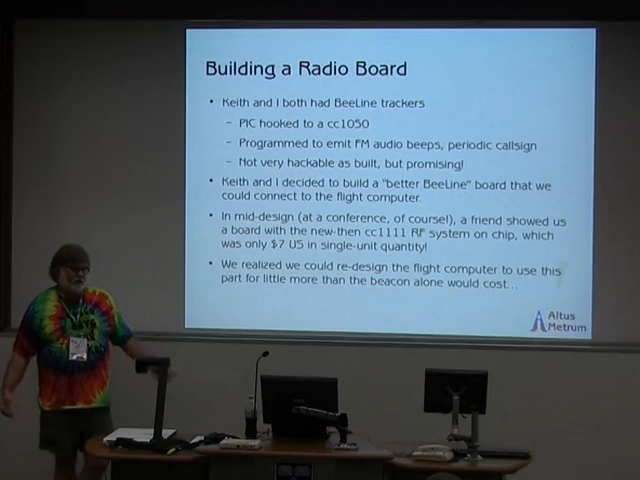 Building a Radio Board
• Keith and I both had BeeLine trackers
– PIC hooked to a cc1050
– Programmed to emit FM audio beeps, periodic callsign
– Not very hackable as built, but promising!
• Keith and I decided to build a "better BeeLine" board that we
could connect to the flight computer.
• In mid-design (at a conference, of course!), a friend showed us
a board with the new-then cc1111 RF system on chip, which
was only $7 US in single-unit quantity!
• We realized we could re-design the flight computer to use this
part for little more than the beacon alone would cost...
Altus
Metrum